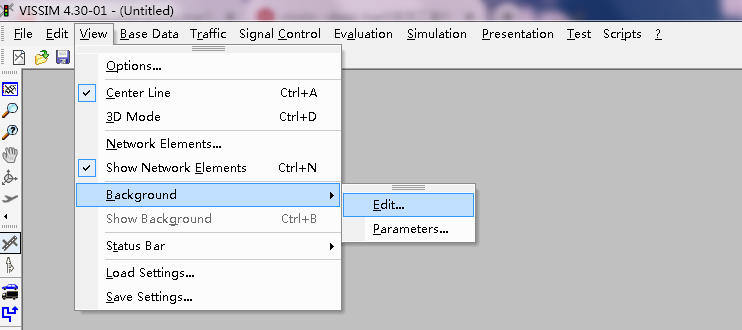 VISSIM 4.30-01 - (Untitled)
File Edit View Base Data Traffic Signal Control Evaluation Simulation Presentation Test Scripts ?
Options...
Center Line Ctrl+A
3D Mode Ctrl+D
Network Elements...
Show Network Elements Ctrl+N
Background
Edit...
Show Background Ctrl+B
Parameters...
Status Bar
Load Settings...
Save Settings...